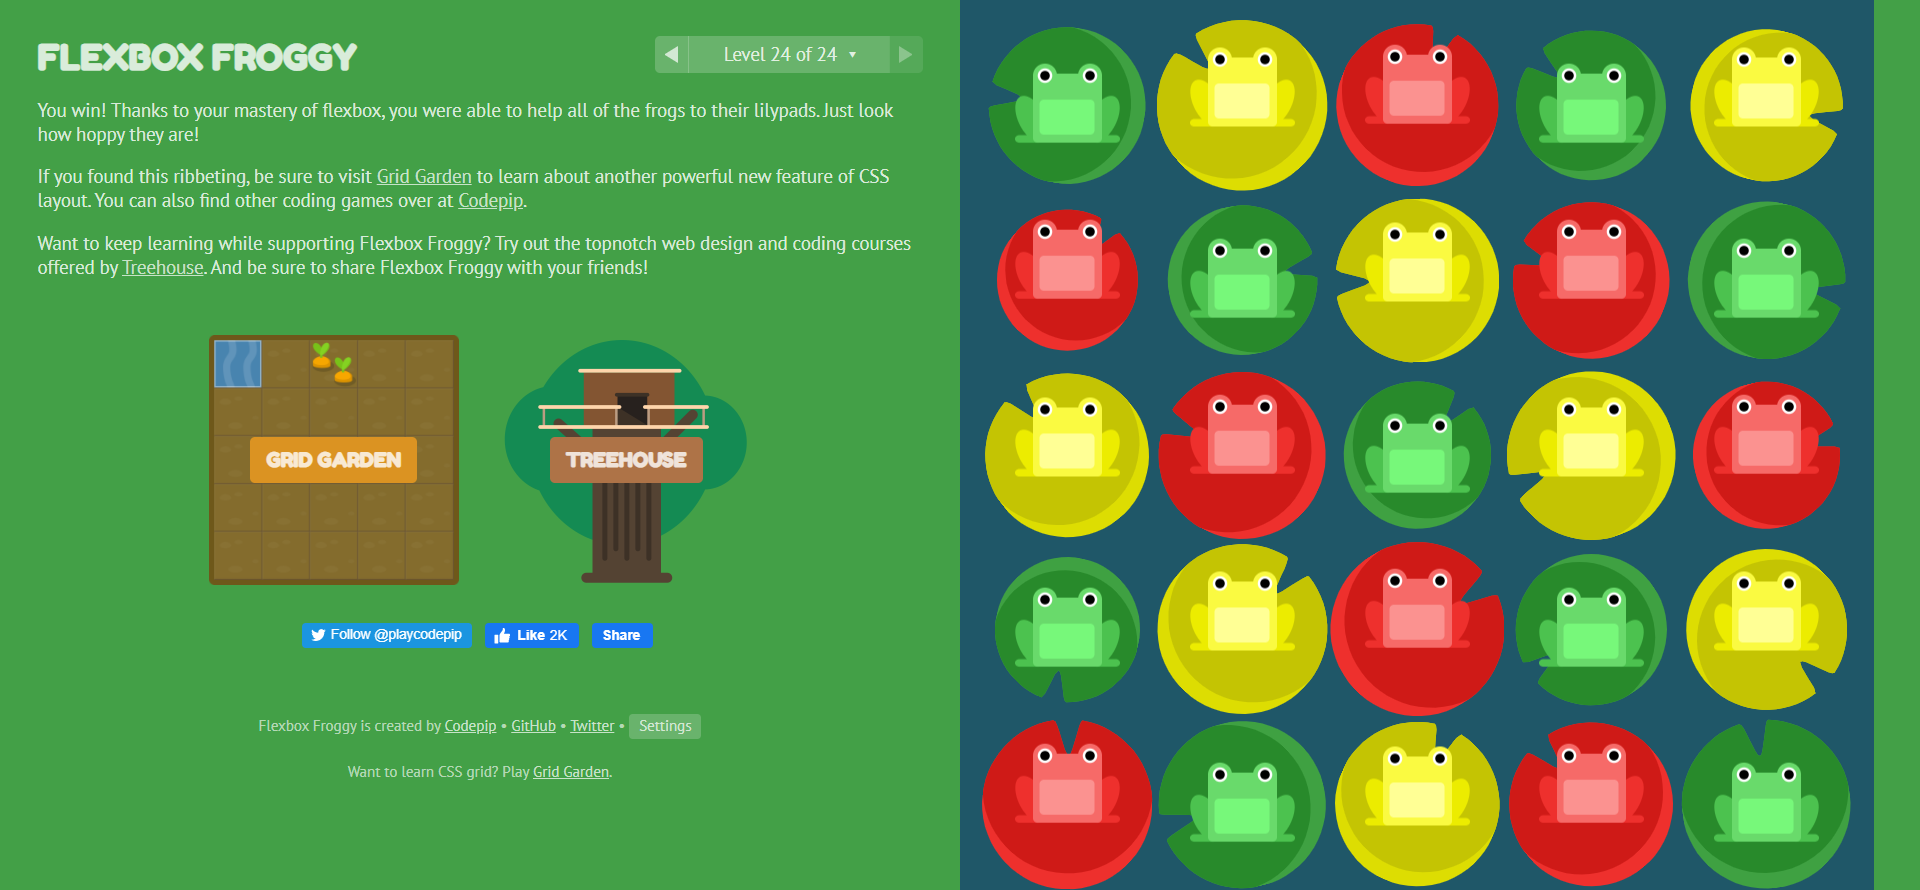 FLEXBOX FROGGY
Level 24 of 24
You win! Thanks to your mastery of flexbox, you were able to help all of the frogs to their lilypads. Just look
how hoppy they are!
If you found this ribbeting, be sure to visit Grid Garden to learn about another powerful new feature of CSS
layout. You can also find other coding games over at Codepip.
Want to keep learning while supporting Flexbox Froggy? Try out the topnotch web design and coding courses
offered by Treehouse. And be sure to share Flexbox Froggy with your friends!
GRID GARDEN
TREEHOUSE
Follow @playcodepip
Like 2K
Share
Flexbox Froggy is created by Codepip • GitHub • Twitter • Settings
Want to learn CSS grid? Play Grid Garden.